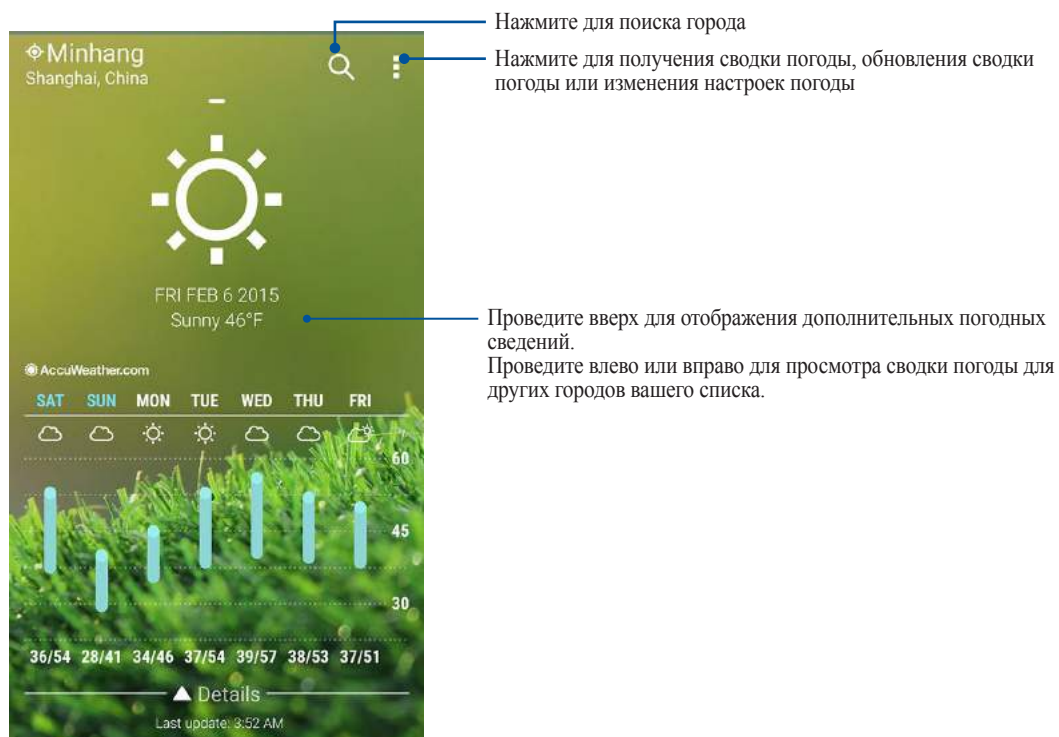 Нажмите для поиска города
Нажмите для получения сводки погоды, обновления сводки
погоды или изменения настроек погоды
Minhang
Shanghai, China
FRI FEB 6 2015
Sunny 46°F
Проведите вверх для отображения дополнительных погодных
сведений.
Проведите влево или вправо для просмотра сводки погоды для
других городов вашего списка.
AccuWeather.com
SAT SUN MON TUE WED THU FRI
60
45
30
36/54 28/41 34/46 37/54 39/57 38/53 37/51
Details
Last update: 3:52 AM